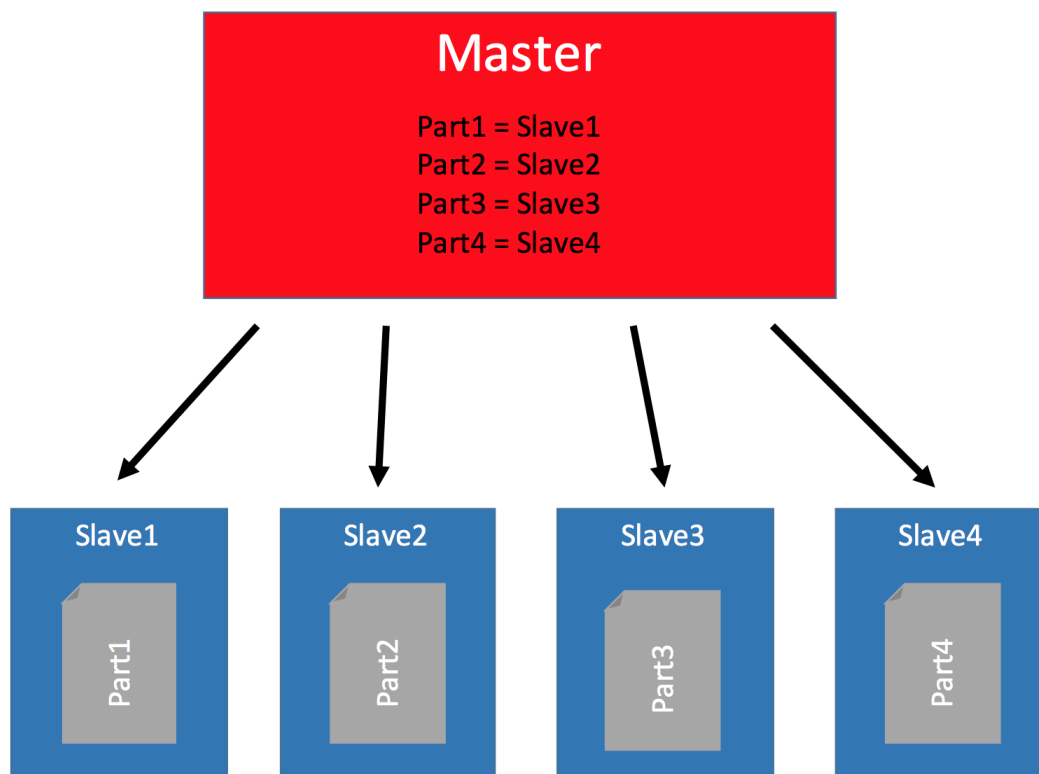 Master
Part1 = Slave1
Part2 = Slave2
Part3 = Slave3
Part4 = Slave4
Slave1
Slave2
Slave3
Slave4
Part1
Part2
Part3
Part4